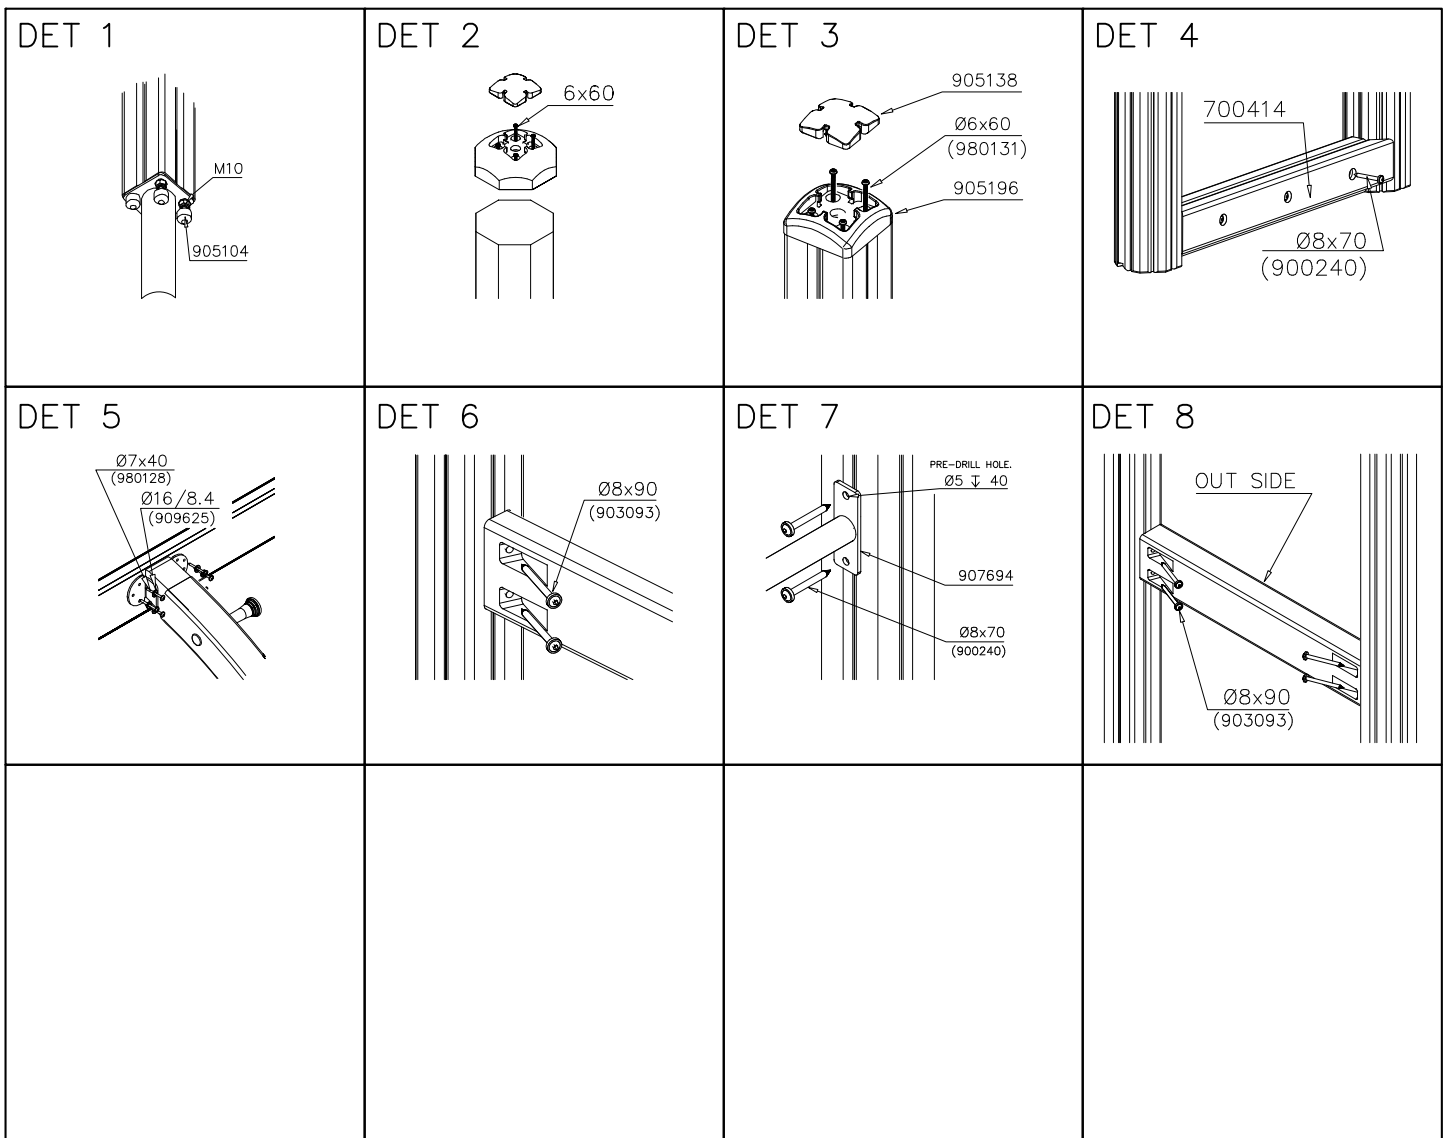 DET 1
M10
905104
DET 2
6x60
DET 3
905138
Ø6x60
(980131)
905196
DET 4
700414
Ø8x70
(900240)
DET 5
Ø7x40
(980128)
Ø16/8.4
(909625)
DET 6
Ø8x90
(903093)
DET 7
PRE-DRILL HOLE.
Ø5 ↧ 40
907694
Ø8x70
(900240)
DET 8
OUT SIDE
Ø8x90
(903093)